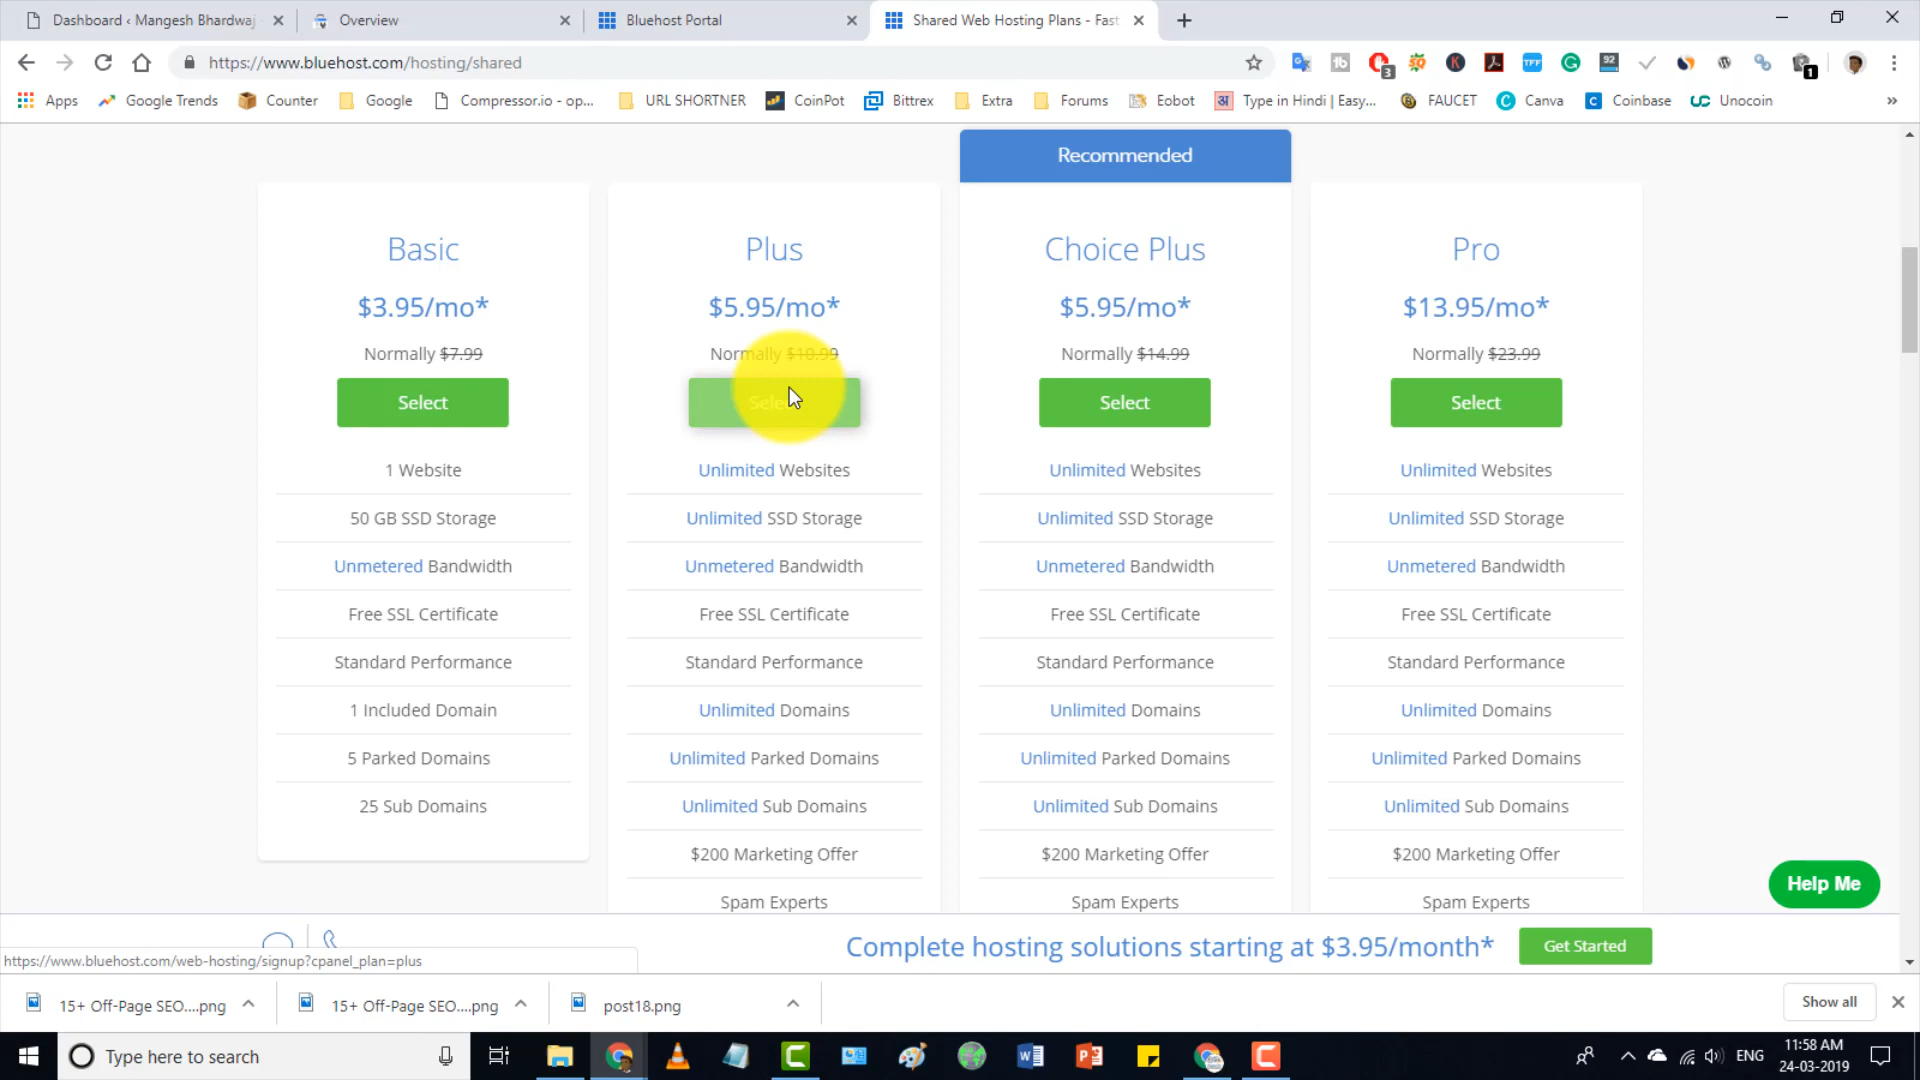 Dashboard ‹ Mangesh Bhardwaj
Overview
Bluehost Portal
Shared Web Hosting Plans - Fast
https://www.bluehost.com/hosting/shared
3
92
1
Apps
Google Trends
Counter
Google
Compressor.io - op...
URL SHORTNER
CoinPot
Bittrex
Extra
Forums
Eobot
Type in Hindi | Easy...
FAUCET
Canva
Coinbase
Unocoin
»
Recommended
Basic
Plus
Choice Plus
Pro
$3.95/mo*
$5.95/mo*
$5.95/mo*
$13.95/mo*
Normally $7.99
Normally $10.99
Normally $14.99
Normally $23.99
Select
Select
Select
Select
1 Website
Unlimited Websites
Unlimited Websites
Unlimited Websites
50 GB SSD Storage
Unlimited SSD Storage
Unlimited SSD Storage
Unlimited SSD Storage
Unmetered Bandwidth
Unmetered Bandwidth
Unmetered Bandwidth
Unmetered Bandwidth
Free SSL Certificate
Free SSL Certificate
Free SSL Certificate
Free SSL Certificate
Standard Performance
Standard Performance
Standard Performance
Standard Performance
1 Included Domain
Unlimited Domains
Unlimited Domains
Unlimited Domains
5 Parked Domains
Unlimited Parked Domains
Unlimited Parked Domains
Unlimited Parked Domains
25 Sub Domains
Unlimited Sub Domains
Unlimited Sub Domains
Unlimited Sub Domains
$200 Marketing Offer
$200 Marketing Offer
$200 Marketing Offer
Spam Experts
Spam Experts
Spam Experts
Help Me
Complete hosting solutions starting at $3.95/month*
Get Started
https://www.bluehost.com/web-hosting/signup?cpanel_plan=plus
15+ Off-Page SEO....png
15+ Off-Page SEO....png
post18.png
Show all
Type here to search
ENG
11:58 AM
24-03-2019